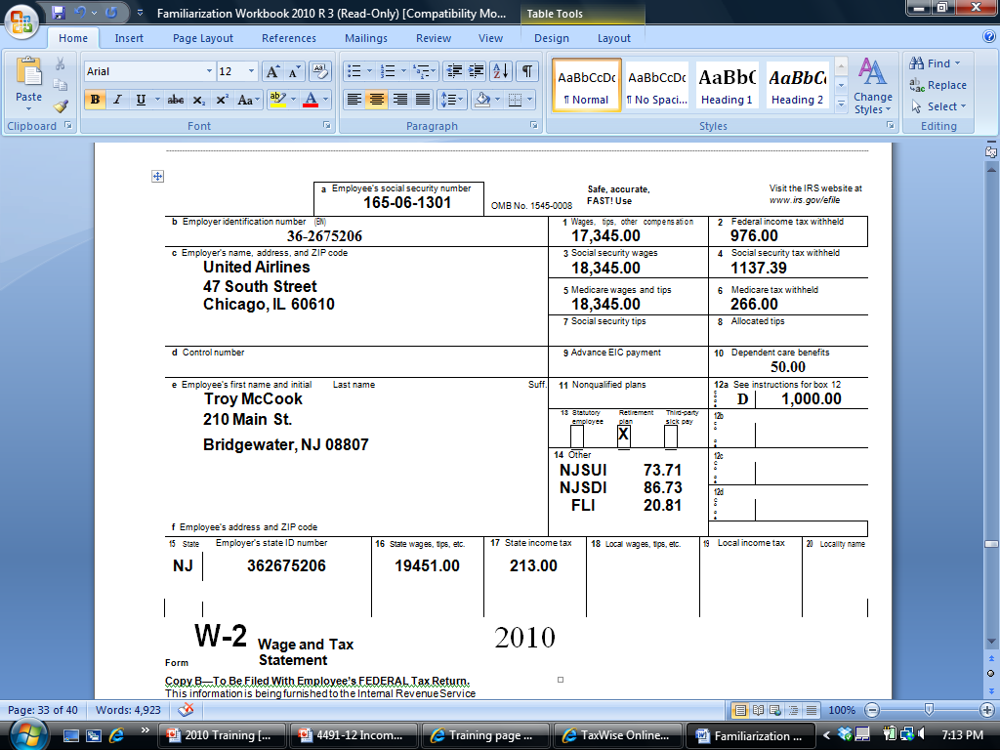 Familiarization Workbook 2010 R 3 (Read-Only) [Compatibility Mo... Table Tools
Home Insert Page Layout References Mailings Review View Design Layout
Paste
Clipboard
Arial 12
B I U abc X₂ X² Aa
Font
Paragraph
AaBbCcDc AaBbCcDc AaBbC AaBbCc
¶ Normal ¶ No Spaci... Heading 1 Heading 2
Change Styles
Styles
Find
Replace
Select
Editing
a Employee's social security number
165-06-1301
OMB No. 1545-0008
Safe, accurate,
FAST! Use
Visit the IRS website at
www.irs.gov/efile
b Employer identification number (EIN)
36-2675206
1 Wages, tips, other compensation
17,345.00
2 Federal income tax withheld
976.00
c Employer's name, address, and ZIP code
United Airlines
47 South Street
Chicago, IL 60610
3 Social security wages
18,345.00
4 Social security tax withheld
1137.39
5 Medicare wages and tips
18,345.00
6 Medicare tax withheld
266.00
7 Social security tips
8 Allocated tips
d Control number
9 Advance EIC payment
10 Dependent care benefits
50.00
e Employee's first name and initial Last name Suff.
Troy McCook
210 Main St.
Bridgewater, NJ 08807
11 Nonqualified plans
12a See instructions for box 12
D 1,000.00
13 Statutory employee Retirement plan Third-party sick pay
X
12b
14 Other
NJSUI 73.71
NJSDI 86.73
FLI 20.81
12c
12d
f Employee's address and ZIP code
15 State Employer's state ID number 16 State wages, tips, etc. 17 State income tax 18 Local wages, tips, etc. 19 Local income tax 20 Locality name
NJ 362675206 19451.00 213.00
Form W-2 Wage and Tax
Statement
2010
Copy B—To Be Filed With Employee's FEDERAL Tax Return.
This information is being furnished to the Internal Revenue Service
Page: 33 of 40 Words: 4,923 100%
2010 Training [... 4491-12 Incom... Training page ... TaxWise Online... Familiarization ... 7:13 PM